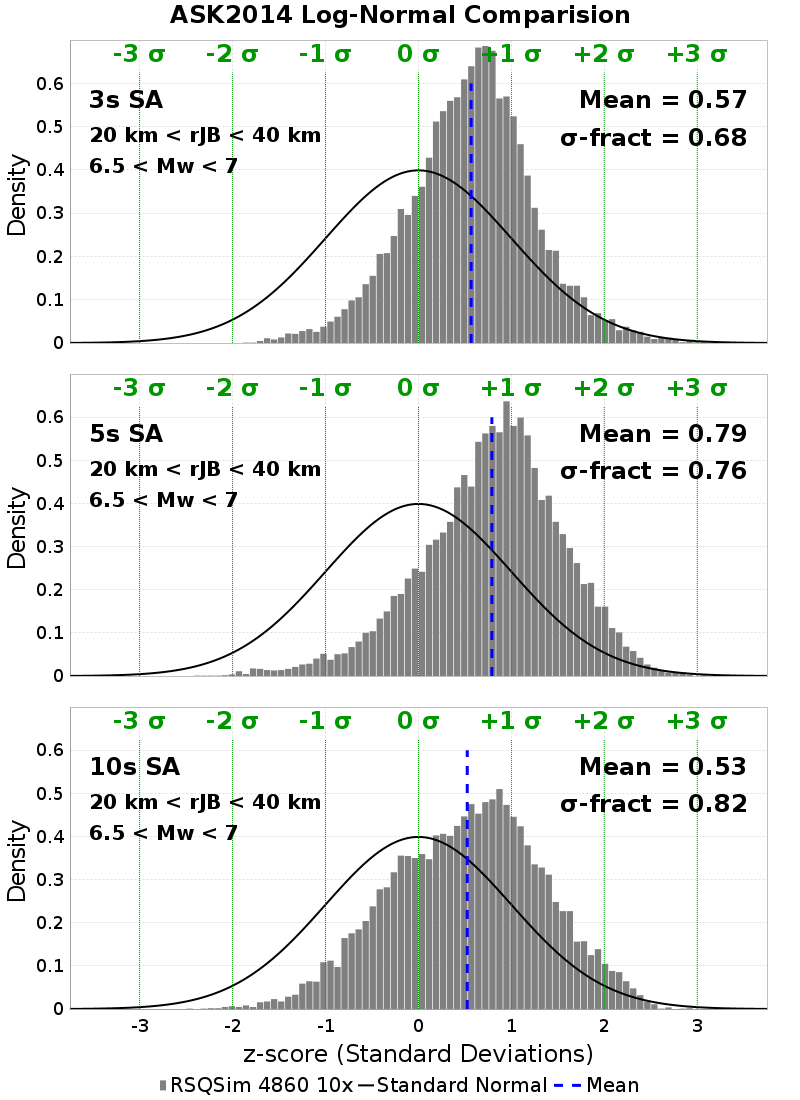 ASK2014 Log-Normal Comparision
-3 σ -2 σ -1 σ 0 σ +1 σ +2 σ +3 σ
3s SA
20 km < rJB < 40 km
6.5 < Mw < 7
Mean = 0.57
σ-fract = 0.68
Density
0.6
0.5
0.4
0.3
0.2
0.1
0
-3 σ -2 σ -1 σ 0 σ +1 σ +2 σ +3 σ
5s SA
20 km < rJB < 40 km
6.5 < Mw < 7
Mean = 0.79
σ-fract = 0.76
Density
0.6
0.5
0.4
0.3
0.2
0.1
0
-3 σ -2 σ -1 σ 0 σ +1 σ +2 σ +3 σ
10s SA
20 km < rJB < 40 km
6.5 < Mw < 7
Mean = 0.53
σ-fract = 0.82
Density
0.6
0.5
0.4
0.3
0.2
0.1
0
-3 -2 -1 0 1 2 3
z-score (Standard Deviations)
RSQSim 4860 10x Standard Normal Mean